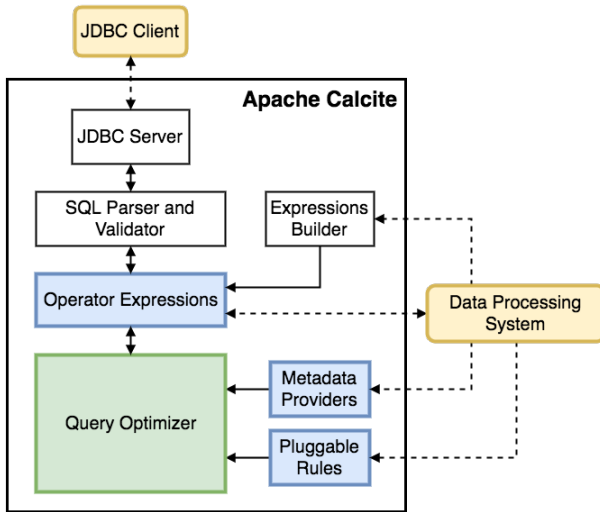 JDBC Client
Apache Calcite
JDBC Server
SQL Parser and
Validator
Expressions
Builder
Operator Expressions
Data Processing
System
Query Optimizer
Metadata
Providers
Pluggable
Rules